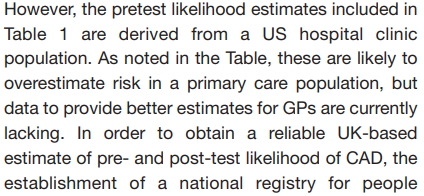 However, the pretest likelihood estimates included in
Table 1 are derived from a US hospital clinic
population. As noted in the Table, these are likely to
overestimate risk in a primary care population, but
data to provide better estimates for GPs are currently
lacking. In order to obtain a reliable UK-based
estimate of pre- and post-test likelihood of CAD, the
establishment of a national registry for people